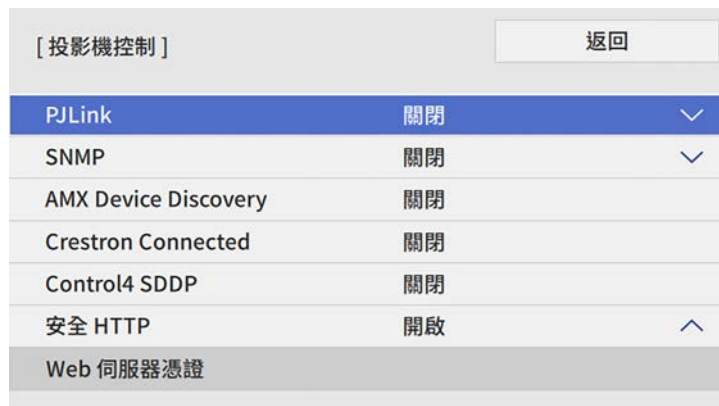 [ 投影機控制 ]
返回
PJLink 關閉
SNMP 關閉
AMX Device Discovery 關閉
Crestron Connected 關閉
Control4 SDDP 關閉
安全 HTTP 開啟
Web 伺服器憑證